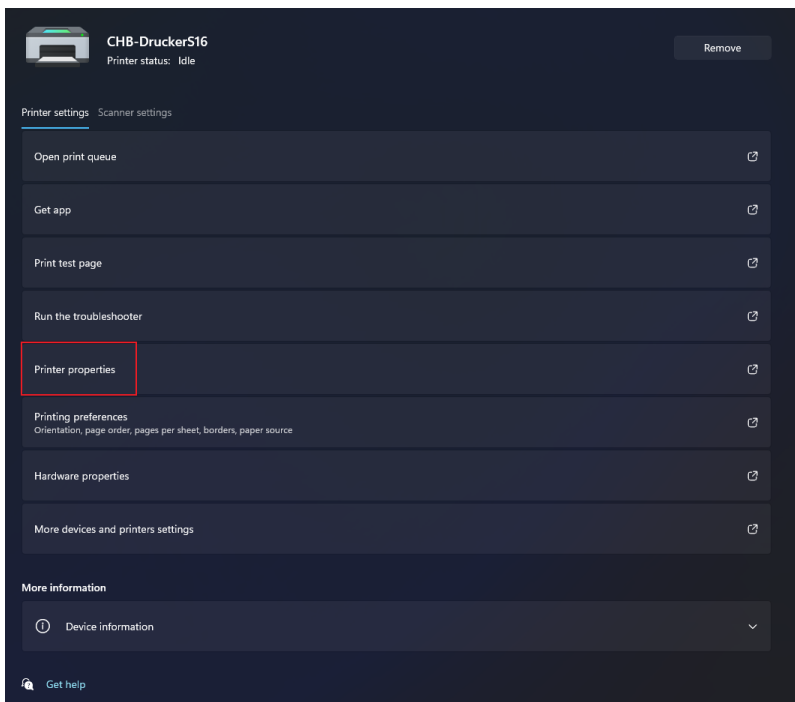 CHB-DruckerS16
Printer status: Idle
Remove
Printer settings Scanner settings
Open print queue
Get app
Print test page
Run the troubleshooter
Printer properties
Printing preferences
Orientation, page order, pages per sheet, borders, paper source
Hardware properties
More devices and printers settings
More information
Device information
Get help